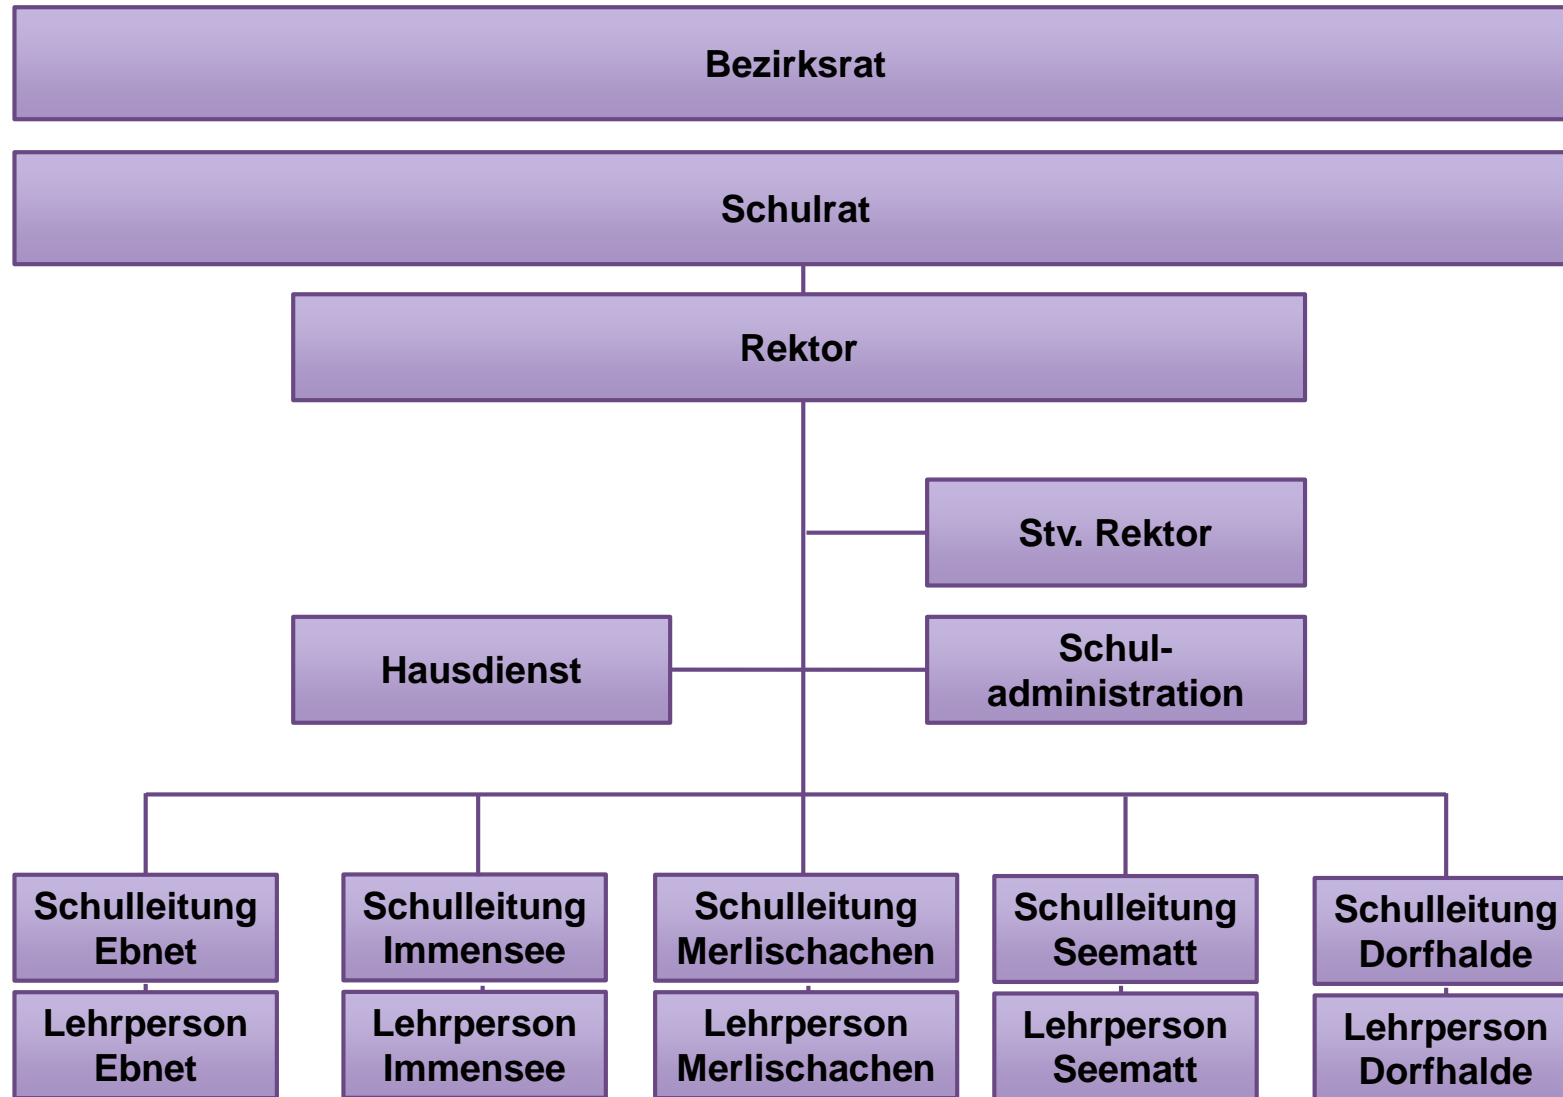 Bezirksrat
Schulrat
Rektor
Stv. Rektor
Hausdienst
Schul-
administration
Schulleitung
Ebnet
Schulleitung
Immensee
Schulleitung
Merlischachen
Schulleitung
Seematt
Schulleitung
Dorfhalde
Lehrperson
Ebnet
Lehrperson
Immensee
Lehrperson
Merlischachen
Lehrperson
Seematt
Lehrperson
Dorfhalde